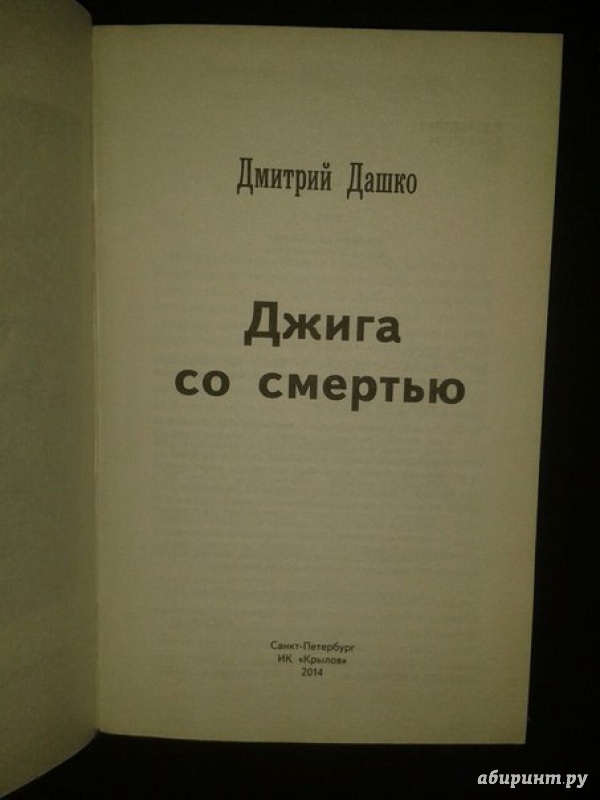 Дмитрий Дашко
Джига
со смертью
Санкт-Петербург
ИК «Крылов»
2014
абиринт.ру